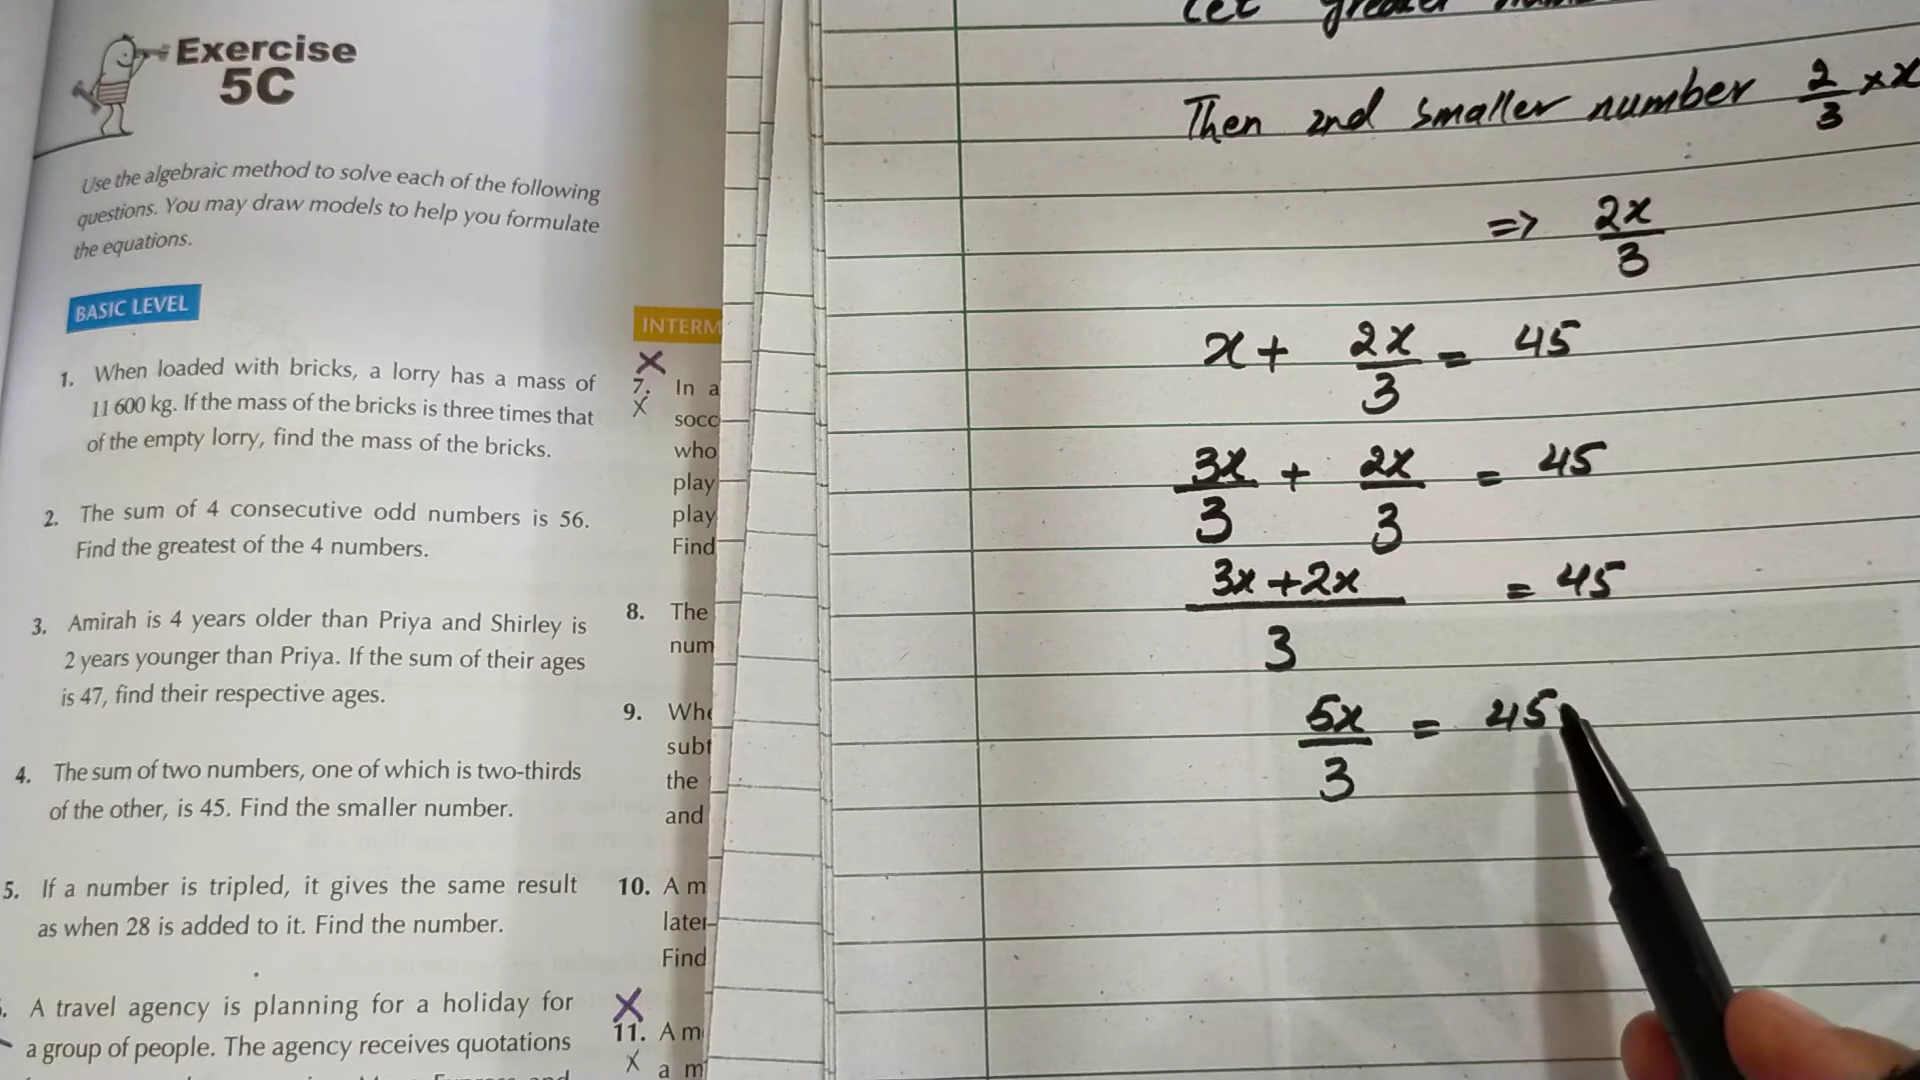 Exercise
5C
Use the algebraic method to solve each of the following
questions. You may draw models to help you formulate
the equations.
BASIC LEVEL
1. When loaded with bricks, a lorry has a mass of
11 600 kg. If the mass of the bricks is three times that
of the empty lorry, find the mass of the bricks.
2. The sum of 4 consecutive odd numbers is 56.
Find the greatest of the 4 numbers.
3. Amirah is 4 years older than Priya and Shirley is
2 years younger than Priya. If the sum of their ages
is 47, find their respective ages.
4. The sum of two numbers, one of which is two-thirds
of the other, is 45. Find the smaller number.
5. If a number is tripled, it gives the same result
as when 28 is added to it. Find the number.
A travel agency is planning for a holiday for
a group of people. The agency receives quotations
INTERM
X
7. In a
X socc
who
play
play
Find
8. The
num
9. Whe
subt
the
and
10. A m
later
Find
X
11. A m
X a m
Let greater
Then 2nd smaller number 2/3 × x
=> 2x/3
x + 2x/3 = 45
3x/3 + 2x/3 = 45
3x+2x/3 = 45
5x/3 = 45